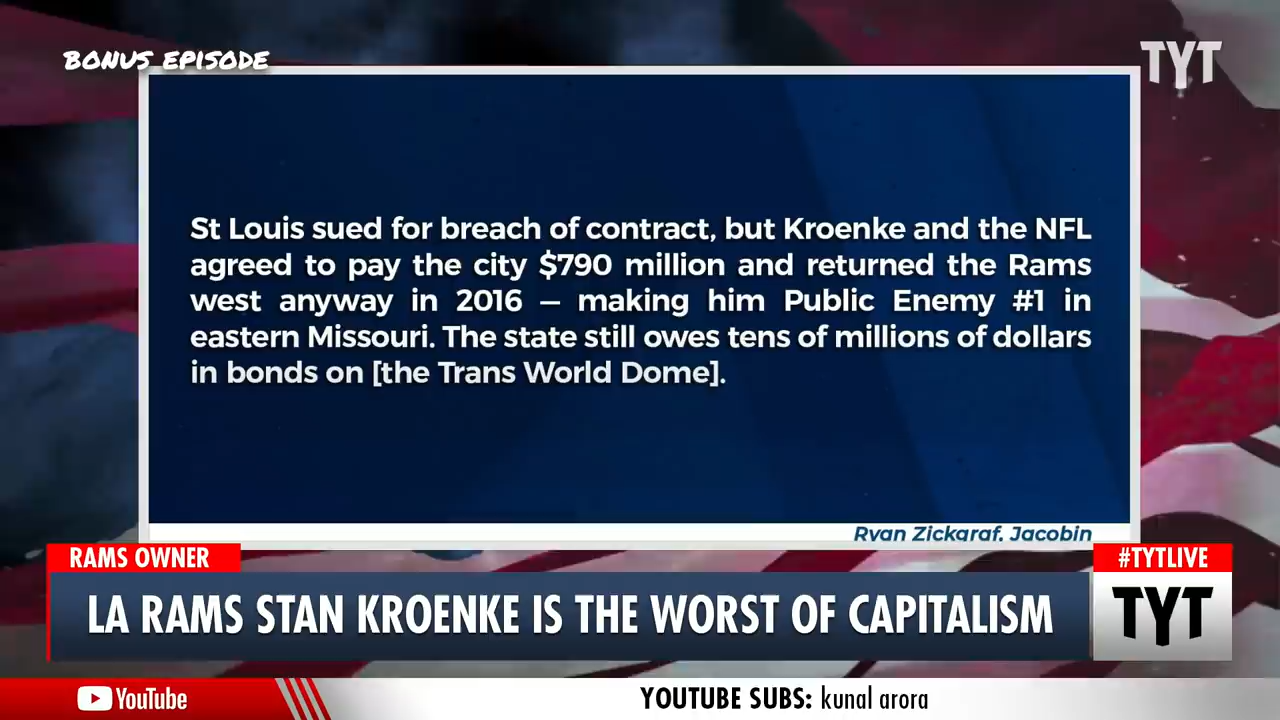 BONUS EPISODE
TYT
St Louis sued for breach of contract, but Kroenke and the NFL
agreed to pay the city $790 million and returned the Rams
west anyway in 2016 — making him Public Enemy #1 in
eastern Missouri. The state still owes tens of millions of dollars
in bonds on [the Trans World Dome].
Ryan Zickgraf, Jacobin
RAMS OWNER
#TYTLIVE
LA RAMS STAN KROENKE IS THE WORST OF CAPITALISM
TYT
YouTube
YOUTUBE SUBS: kunal arora